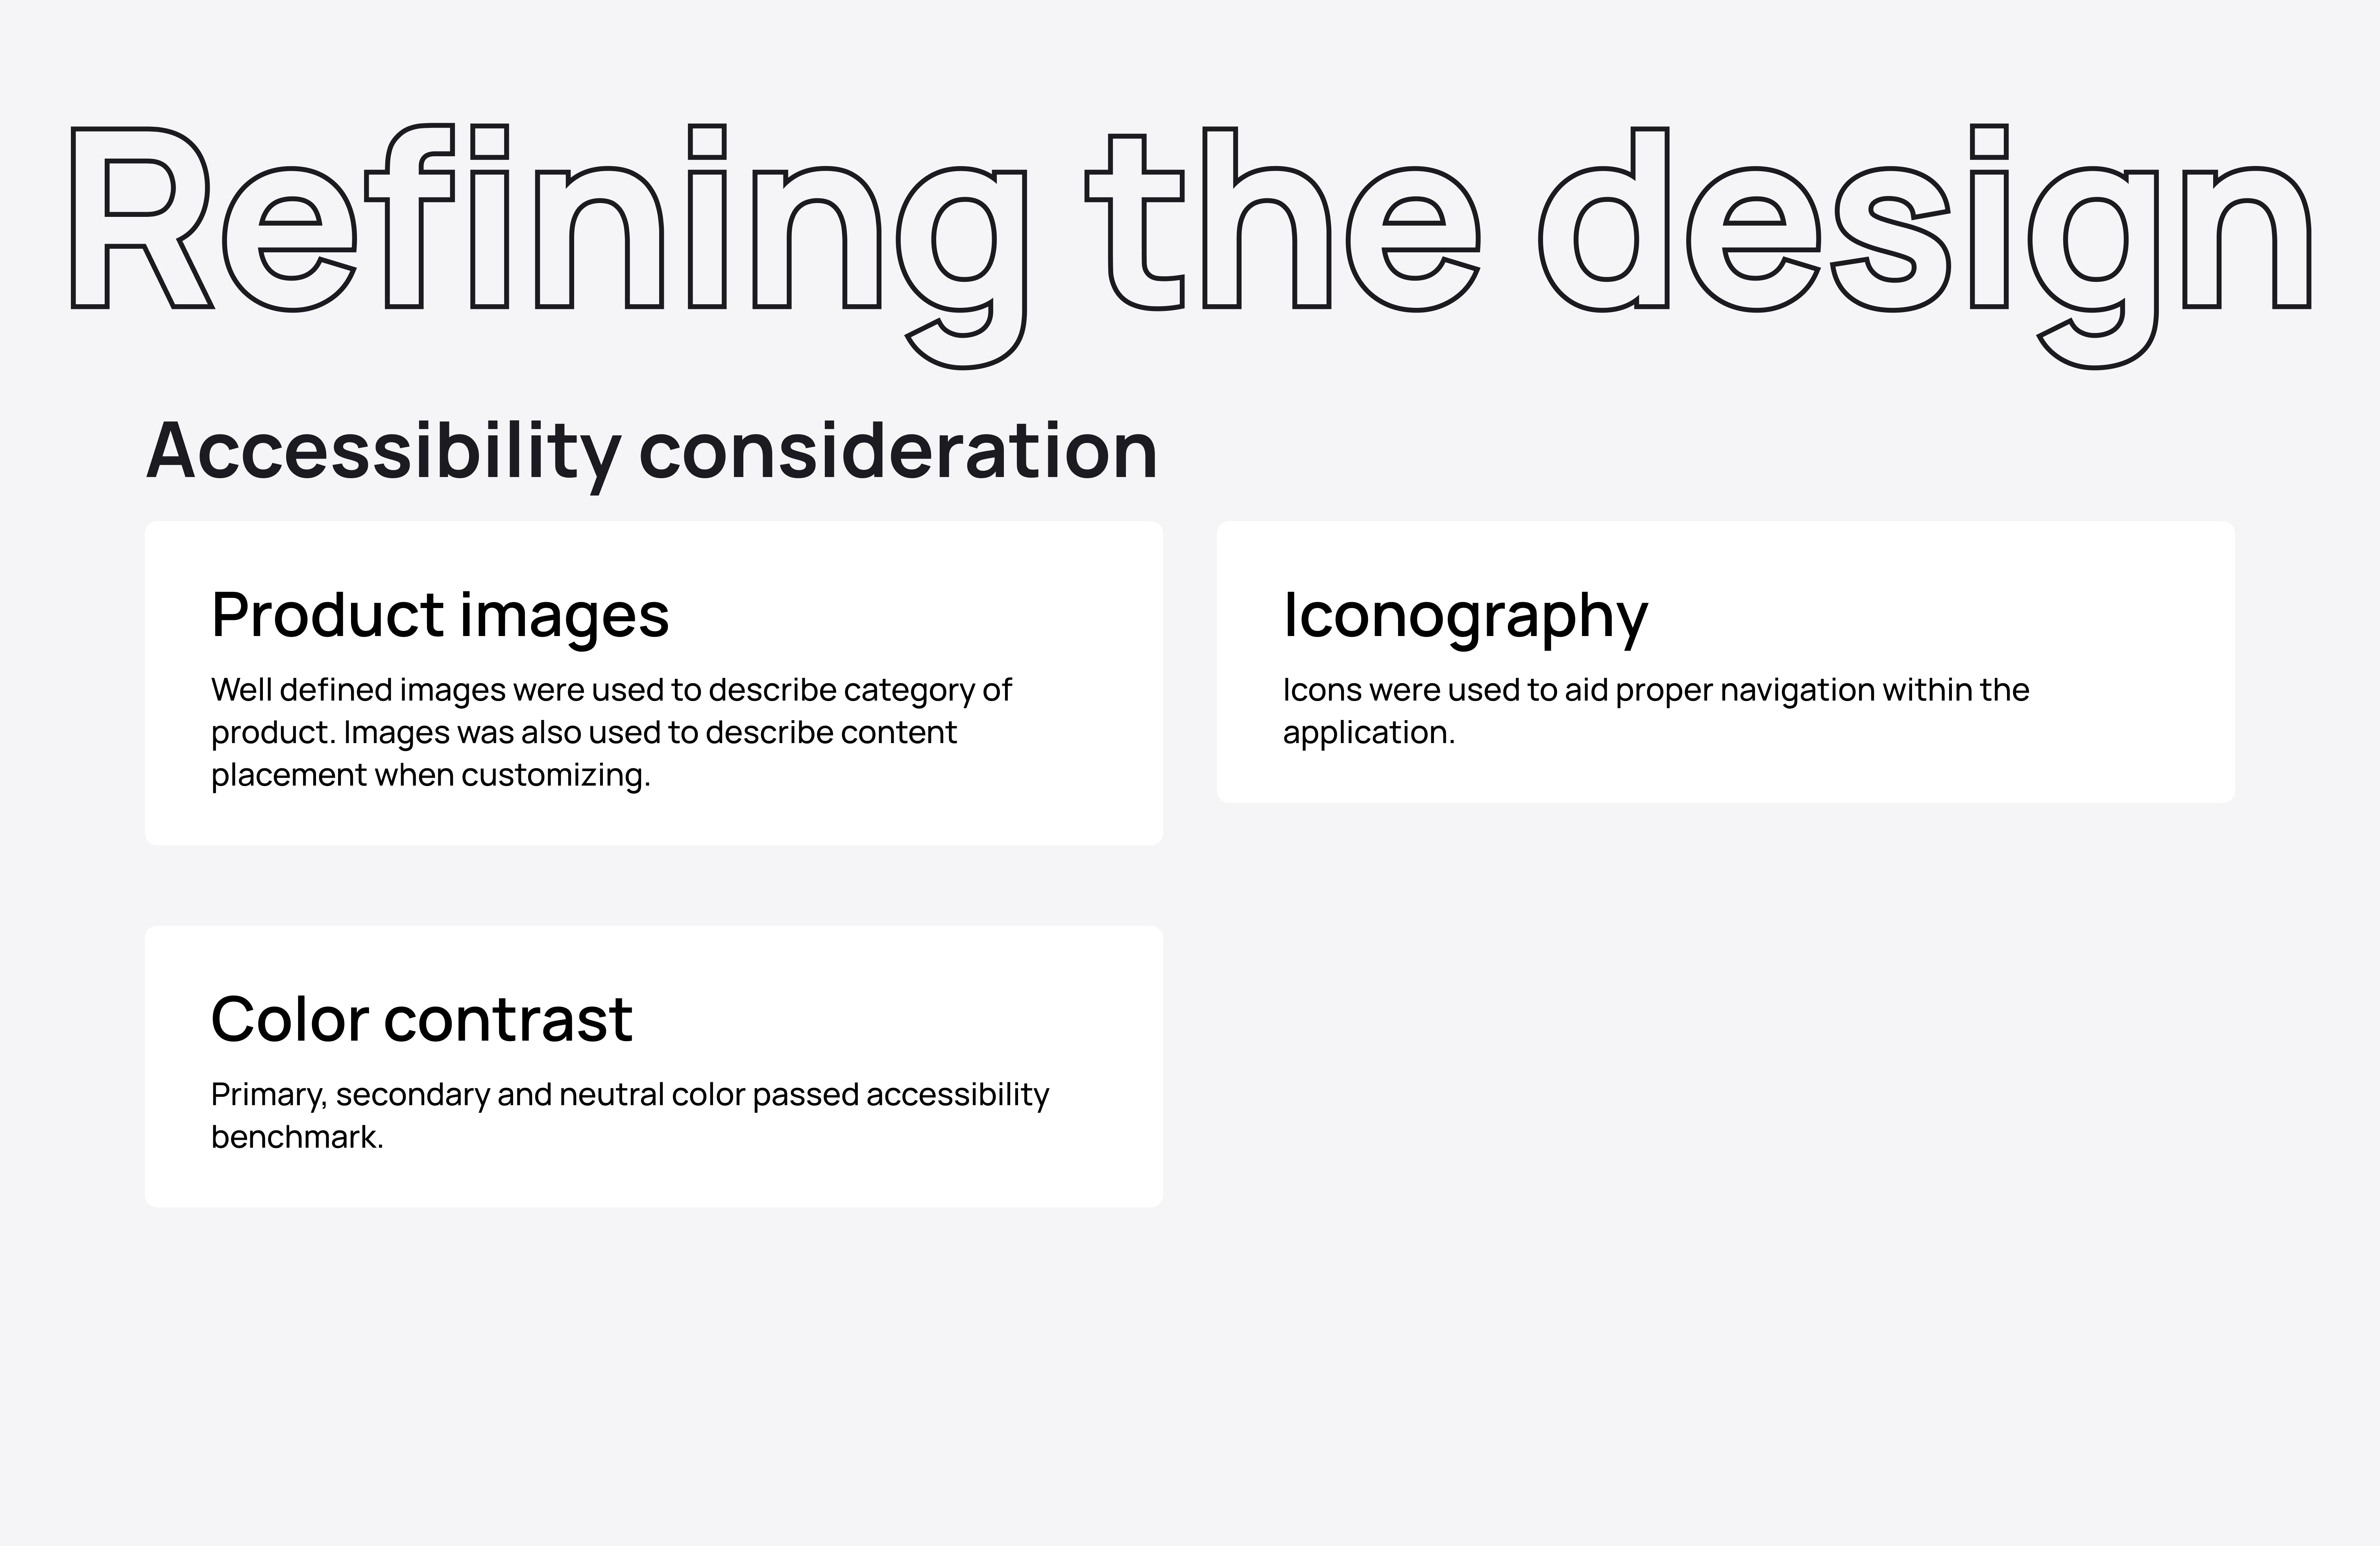 Refining the design
Accessibility consideration
Product images
Well defined images were used to describe category of
product. Images was also used to describe content
placement when customizing.
Iconography
Icons were used to aid proper navigation within the
application.
Color contrast
Primary, secondary and neutral color passed accessibility
benchmark.